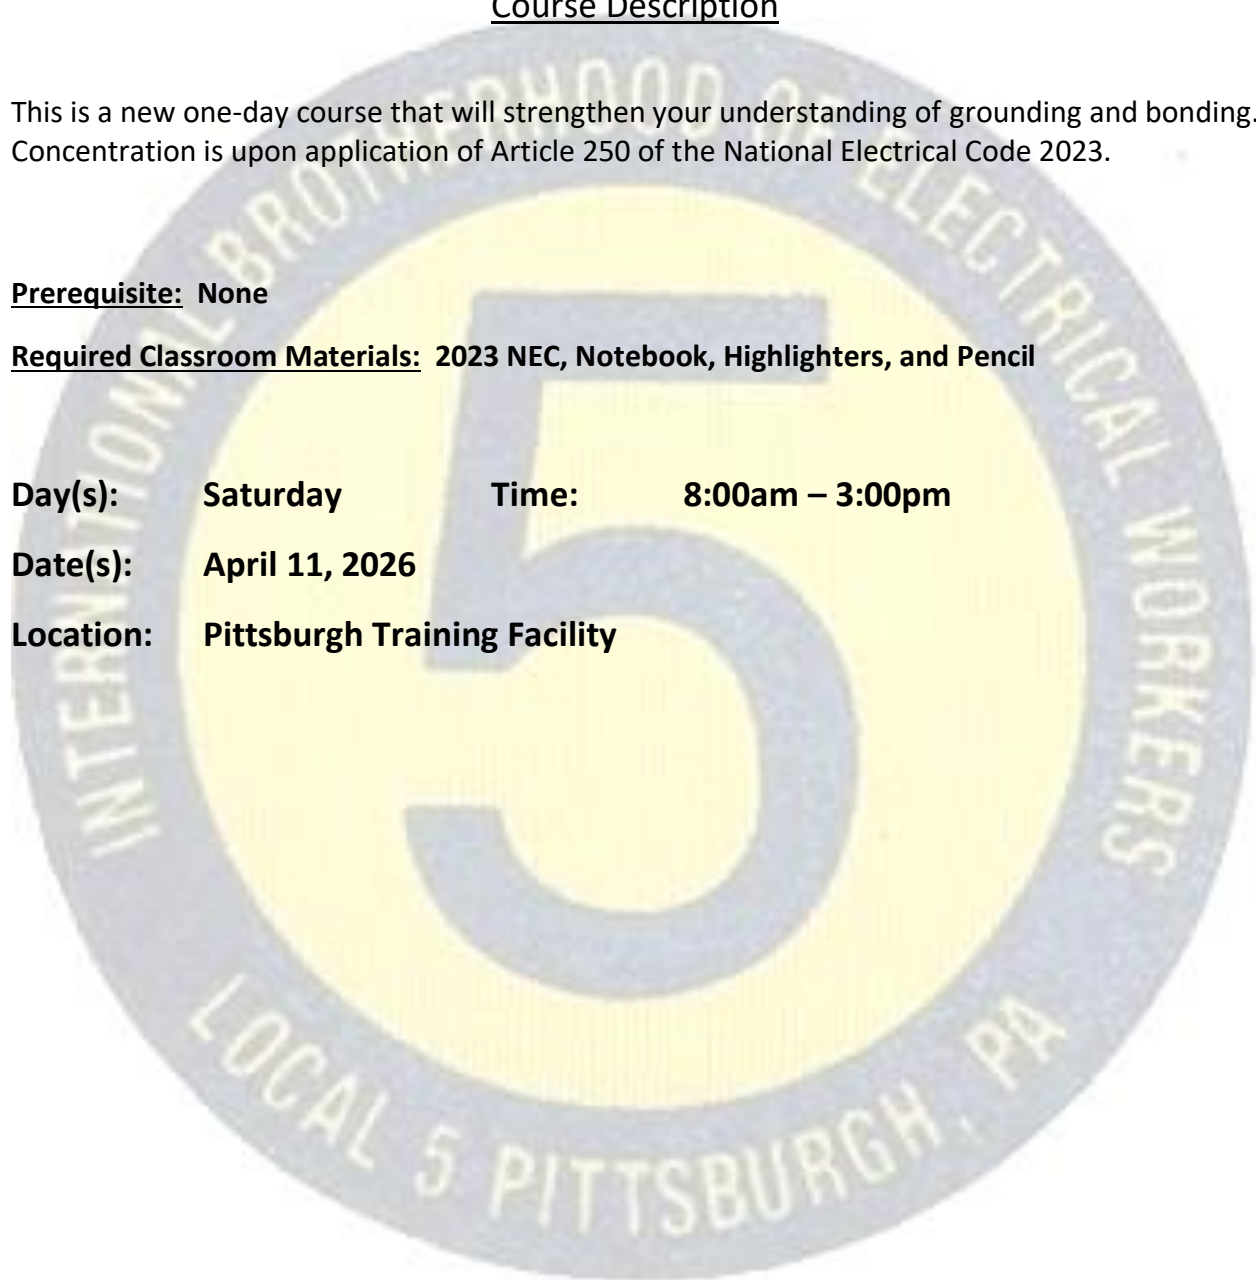 Course Description
This is a new one-day course that will strengthen your understanding of grounding and bonding.
Concentration is upon application of Article 250 of the National Electrical Code 2023.
Prerequisite: None
Required Classroom Materials: 2023 NEC, Notebook, Highlighters, and Pencil
Day(s): Saturday Time: 8:00am – 3:00pm
Date(s): April 11, 2026
Location: Pittsburgh Training Facility
INTERNATIONAL BROTHERHOOD OF ELECTRICAL WORKERS
5
LOCAL 5 PITTSBURGH, PA